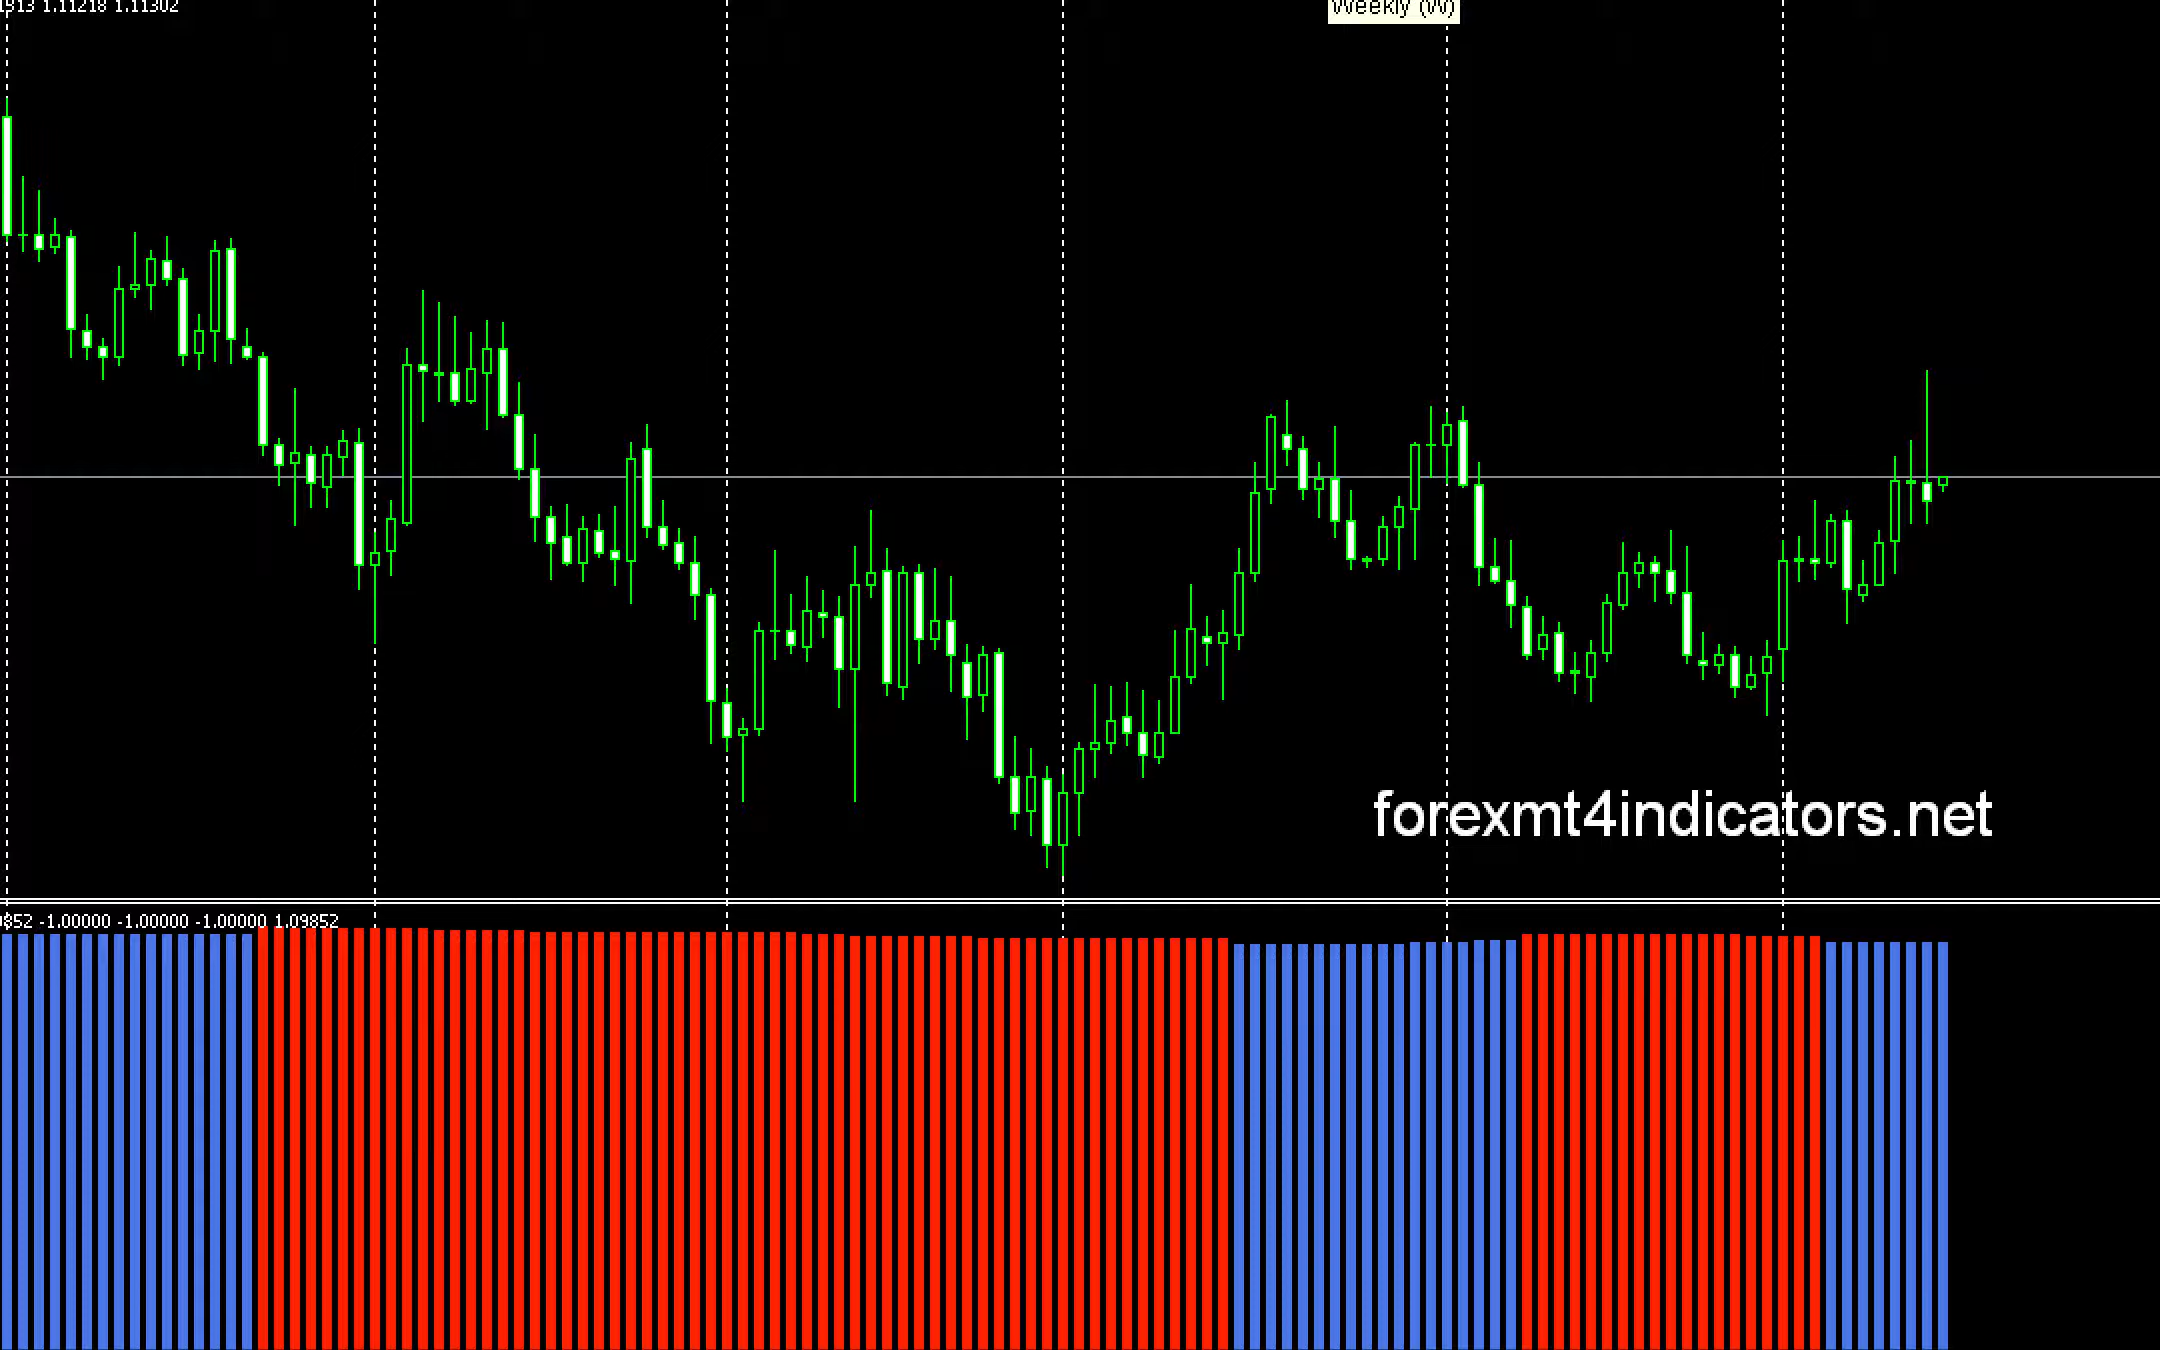 1.11218 1.11302
Weekly (W)
forexmt4indicators.net
-1.00000 -1.00000 -1.00000 1.09852